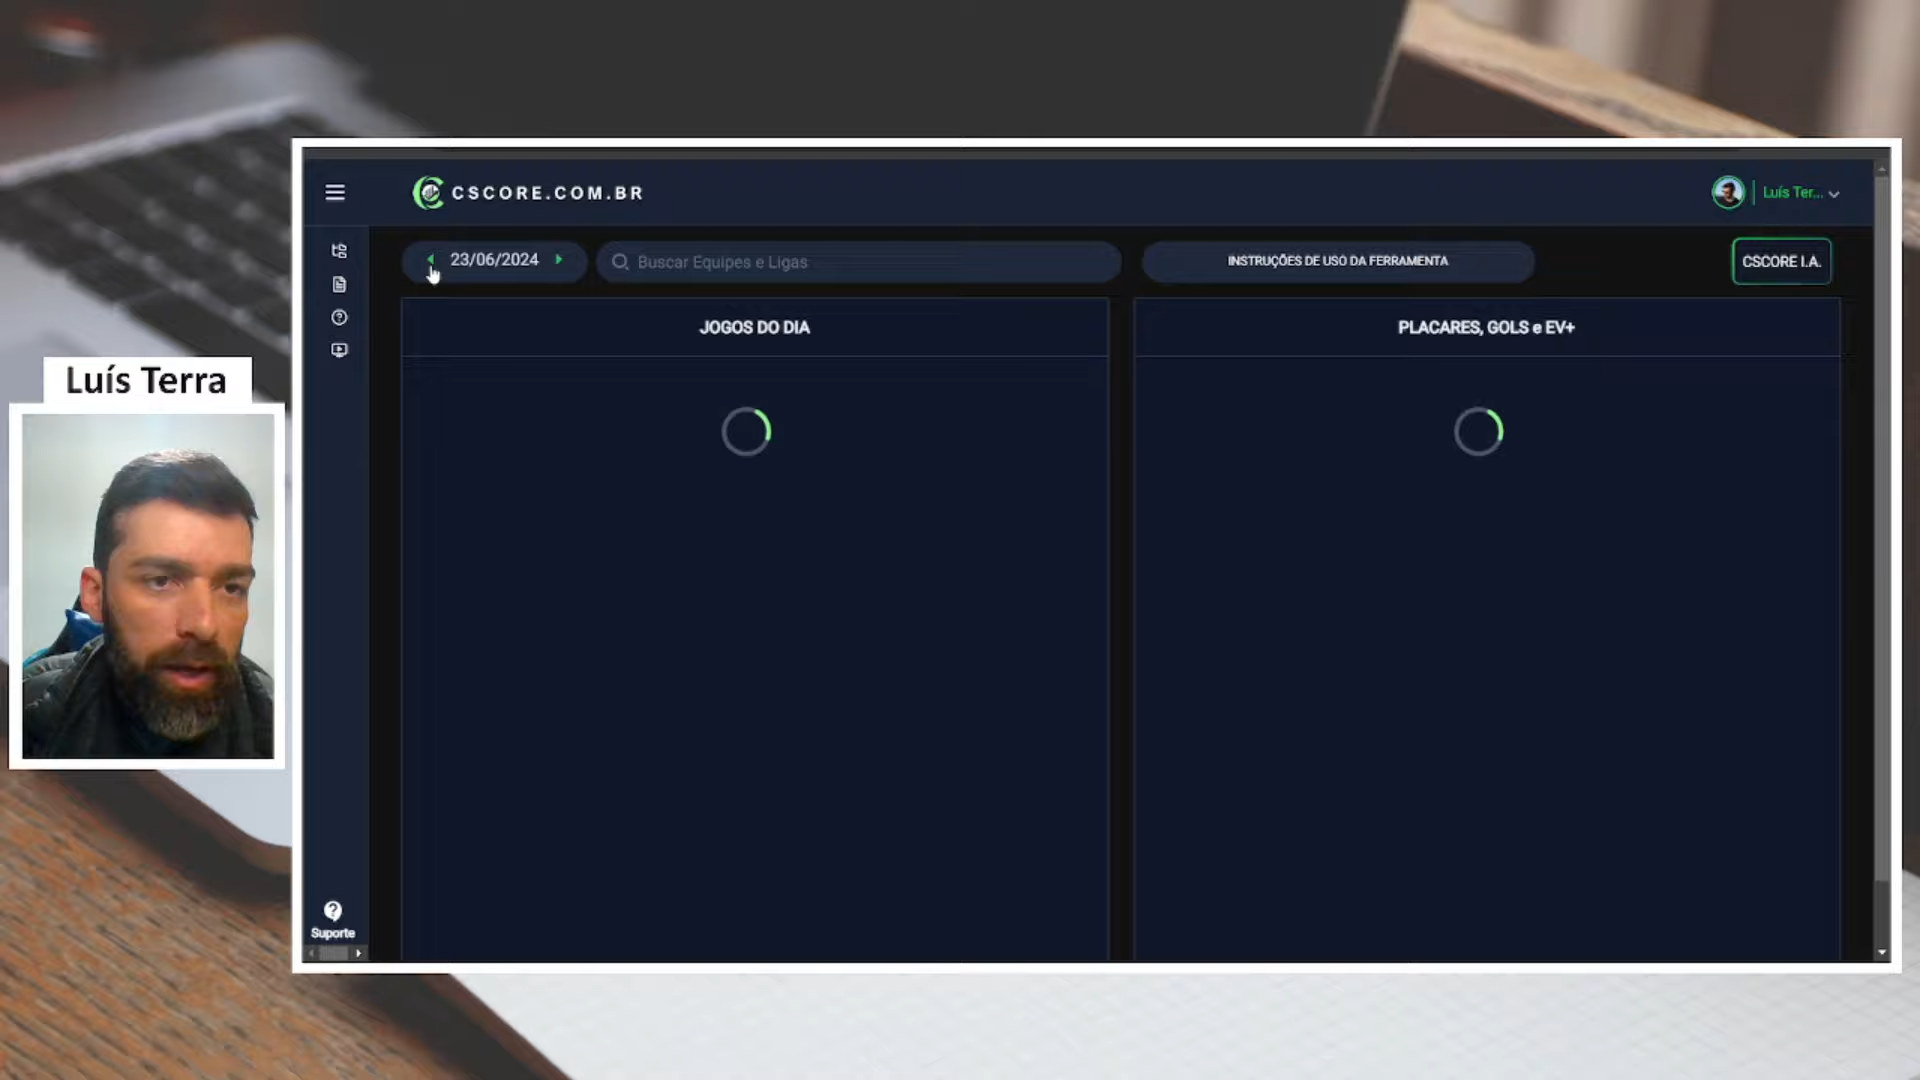 CSCORE.COM.BR
Luís Ter...
23/06/2024
Buscar Equipes e Ligas
INSTRUÇÕES DE USO DA FERRAMENTA
CSCORE I.A.
JOGOS DO DIA
PLACARES, GOLS e EV+
Luís Terra
Suporte